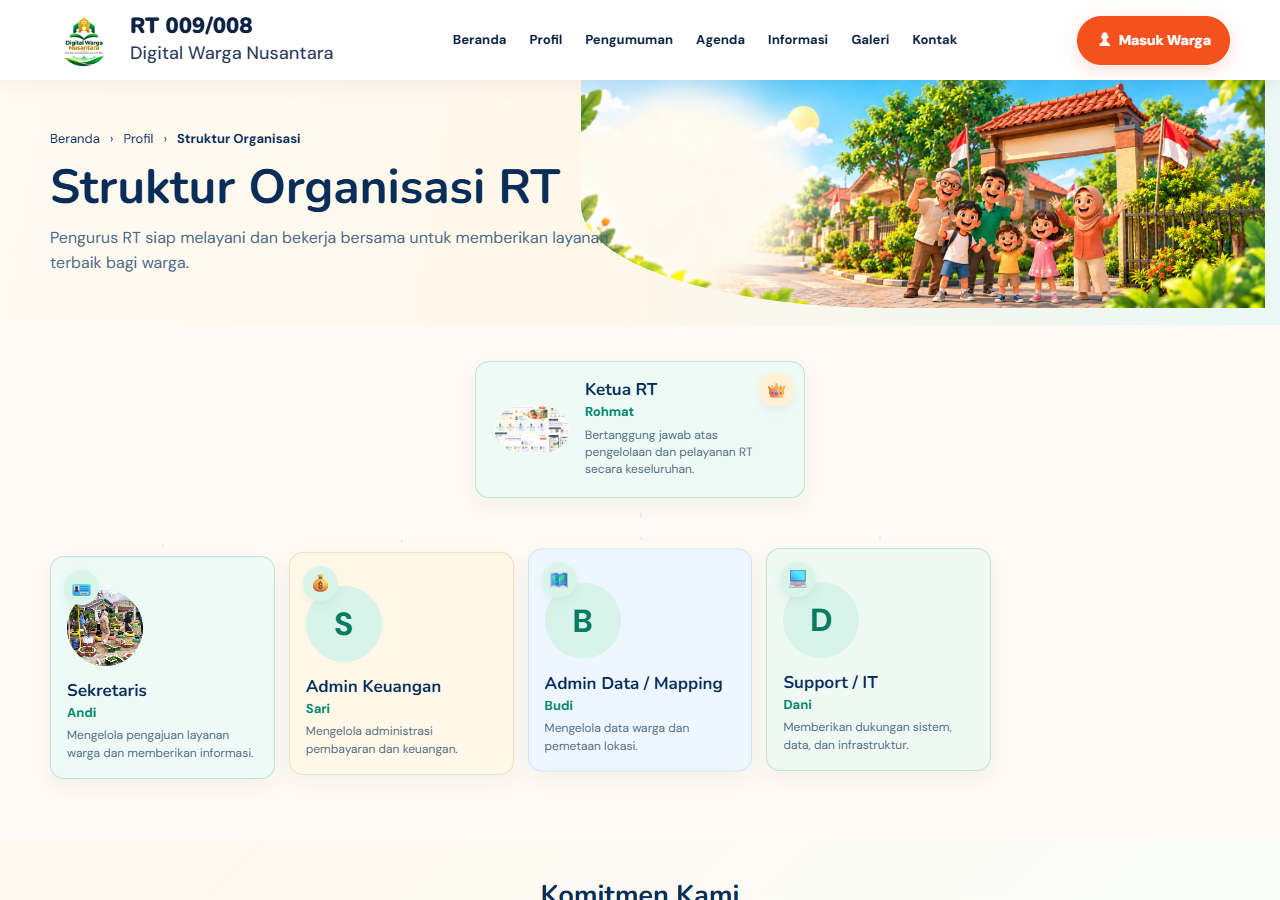 Digital Warga
Nusantara
RT 009/008
Digital Warga Nusantara
Beranda Profil Pengumuman Agenda Informasi Galeri Kontak
Masuk Warga
Beranda › Profil › Struktur Organisasi
Struktur Organisasi RT
Pengurus RT siap melayani dan bekerja bersama untuk memberikan layanan
terbaik bagi warga.
Ketua RT
Rohmat
Bertanggung jawab atas
pengelolaan dan pelayanan RT
secara keseluruhan.
Sekretaris
Andi
Mengelola pengajuan layanan
warga dan memberikan informasi.
S
Admin Keuangan
Sari
Mengelola administrasi
pembayaran dan keuangan.
B
Admin Data / Mapping
Budi
Mengelola data warga dan
pemetaan lokasi.
D
Support / IT
Dani
Memberikan dukungan sistem,
data, dan infrastruktur.
Komitmen Kami